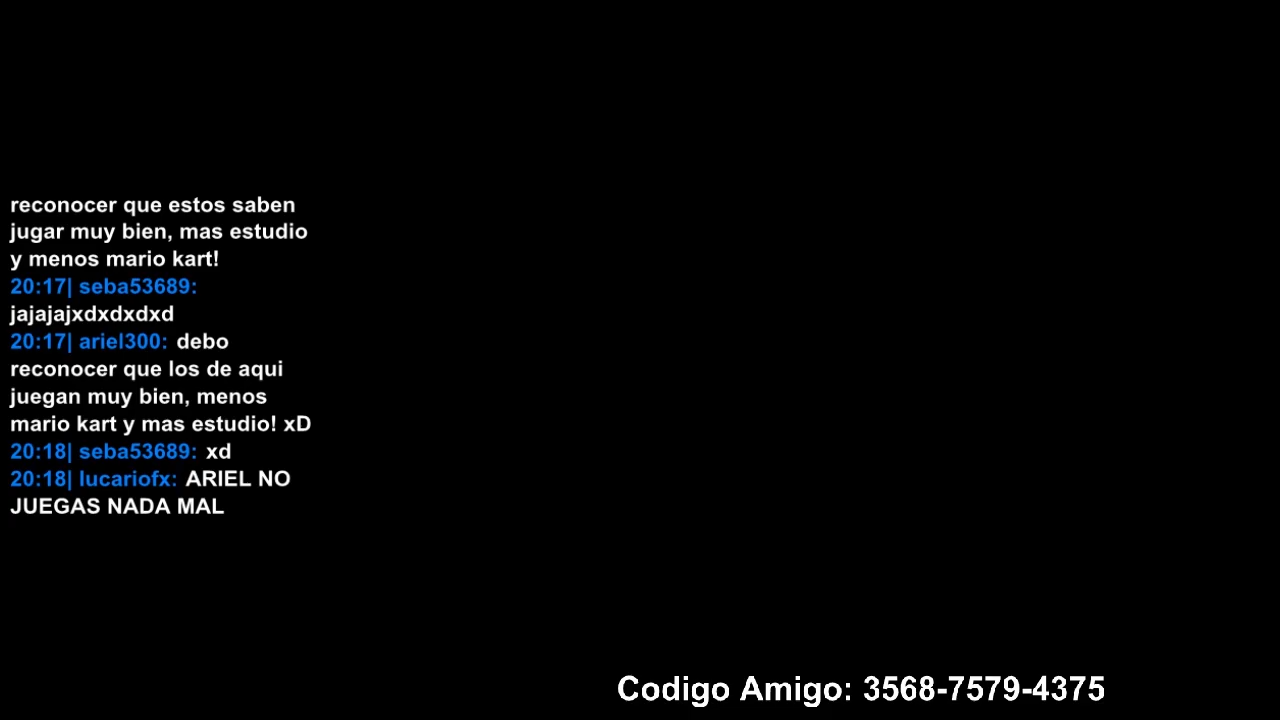 reconocer que estos saben
jugar muy bien, mas estudio
y menos mario kart!
20:17| seba53689:
jajajajxdxdxdxd
20:17| ariel300: debo
reconocer que los de aqui
juegan muy bien, menos
mario kart y mas estudio! xD
20:18| seba53689: xd
20:18| lucariofx: ARIEL NO
JUEGAS NADA MAL
Codigo Amigo: 3568-7579-4375